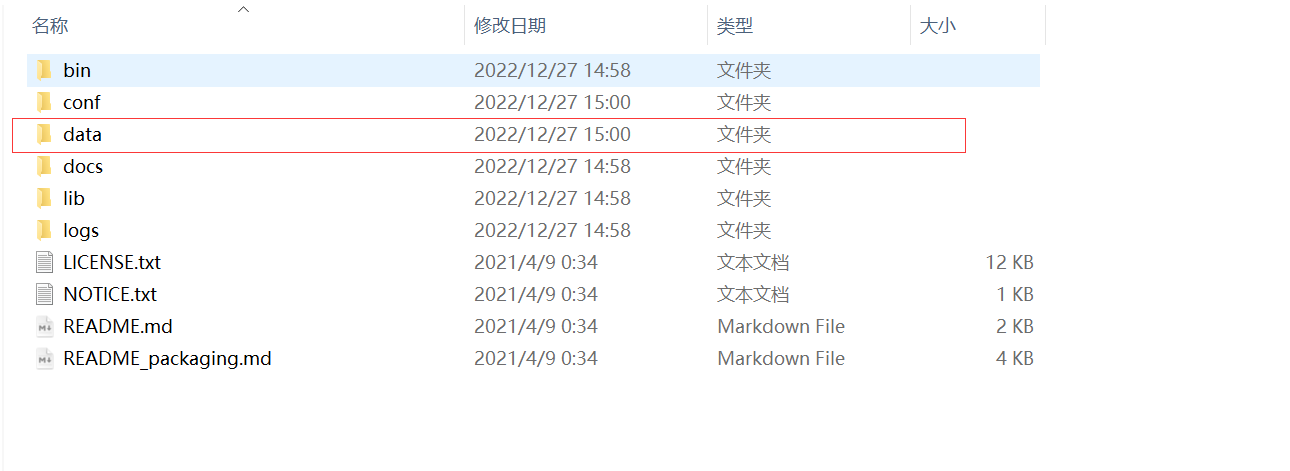 名称 修改日期 类型 大小
bin 2022/12/27 14:58 文件夹
conf 2022/12/27 15:00 文件夹
data 2022/12/27 15:00 文件夹
docs 2022/12/27 14:58 文件夹
lib 2022/12/27 14:58 文件夹
logs 2022/12/27 14:58 文件夹
LICENSE.txt 2021/4/9 0:34 文本文档 12 KB
NOTICE.txt 2021/4/9 0:34 文本文档 1 KB
README.md 2021/4/9 0:34 Markdown File 2 KB
README_packaging.md 2021/4/9 0:34 Markdown File 4 KB